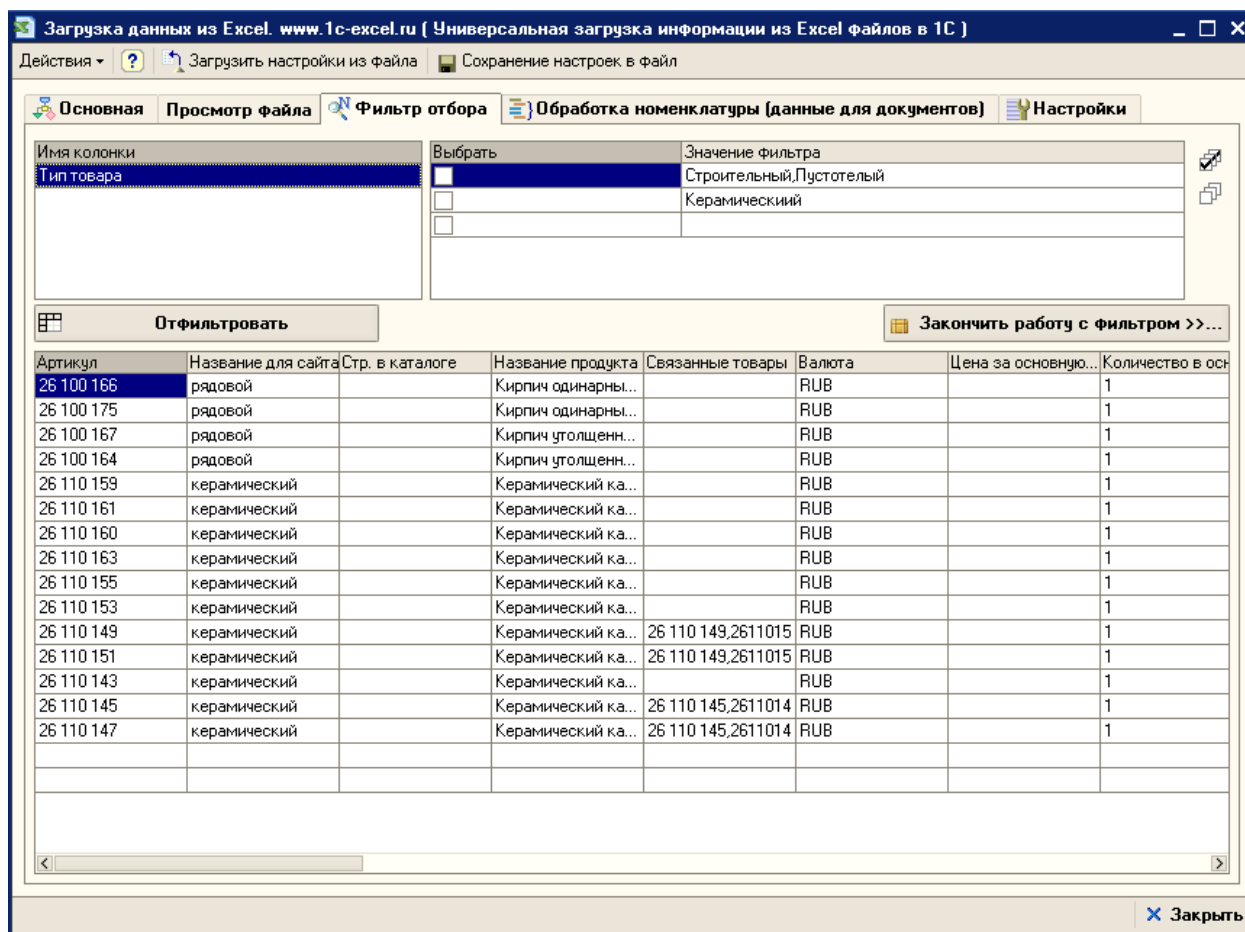 Загрузка данных из Excel. www.1c-excel.ru ( Универсальная загрузка информации из Excel файлов в 1С )
Действия ? Загрузить настройки из файла Сохранение настроек в файл
Основная Просмотр файла Фильтр отбора Обработка номенклатуры (данные для документов) Настройки
Имя колонки Выбрать Значение фильтра
Тип товара Строительный,Пустотелый
Керамическиий
Отфильтровать Закончить работу с фильтром >>...
Артикул Название для сайта Стр. в каталоге Название продукта Связанные товары Валюта Цена за основную... Количество в осн
26 100 166 рядовой Кирпич одинарны... RUB 1
26 100 175 рядовой Кирпич одинарны... RUB 1
26 100 167 рядовой Кирпич утолщенн... RUB 1
26 100 164 рядовой Кирпич утолщенн... RUB 1
26 110 159 керамический Керамический ка... RUB 1
26 110 161 керамический Керамический ка... RUB 1
26 110 160 керамический Керамический ка... RUB 1
26 110 163 керамический Керамический ка... RUB 1
26 110 155 керамический Керамический ка... RUB 1
26 110 153 керамический Керамический ка... RUB 1
26 110 149 керамический Керамический ка... 26 110 149,2611015 RUB 1
26 110 151 керамический Керамический ка... 26 110 149,2611015 RUB 1
26 110 143 керамический Керамический ка... RUB 1
26 110 145 керамический Керамический ка... 26 110 145,2611014 RUB 1
26 110 147 керамический Керамический ка... 26 110 145,2611014 RUB 1
Закрыть